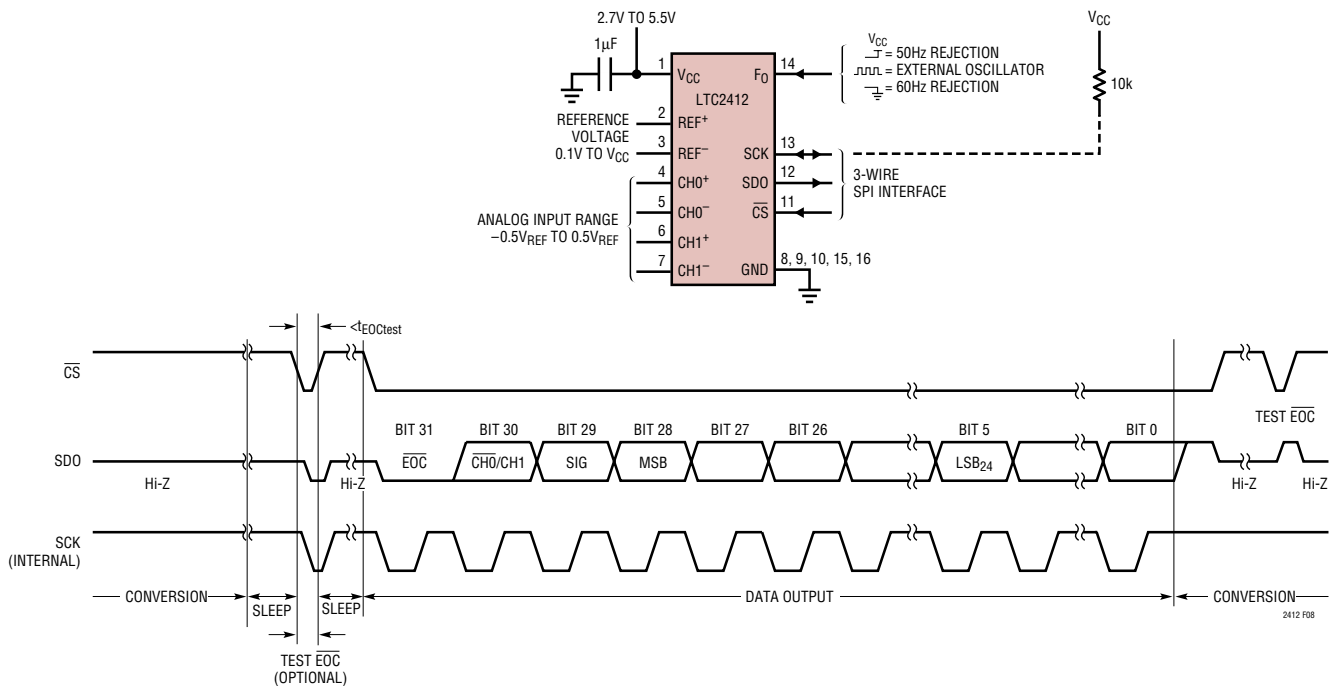 2.7V TO 5.5V
1µF
1 VCC
FO 14
LTC2412
VCC
= 50Hz REJECTION
= EXTERNAL OSCILLATOR
= 60Hz REJECTION
VCC
10k
REFERENCE
VOLTAGE
0.1V TO VCC
2 REF+
3 REF−
4 CH0+
5 CH0−
6 CH1+
7 CH1−
ANALOG INPUT RANGE
−0.5VREF TO 0.5VREF
SCK 13
SDO 12
CS 11
3-WIRE
SPI INTERFACE
GND 8, 9, 10, 15, 16
<tEOCtest
CS
TEST EOC
BIT 31 BIT 30 BIT 29 BIT 28 BIT 27 BIT 26 BIT 5 BIT 0
SDO
EOC CH0/CH1 SIG MSB LSB24
Hi-Z Hi-Z Hi-Z Hi-Z
SCK
(INTERNAL)
CONVERSION SLEEP SLEEP DATA OUTPUT CONVERSION
2412 F08
TEST EOC
(OPTIONAL)